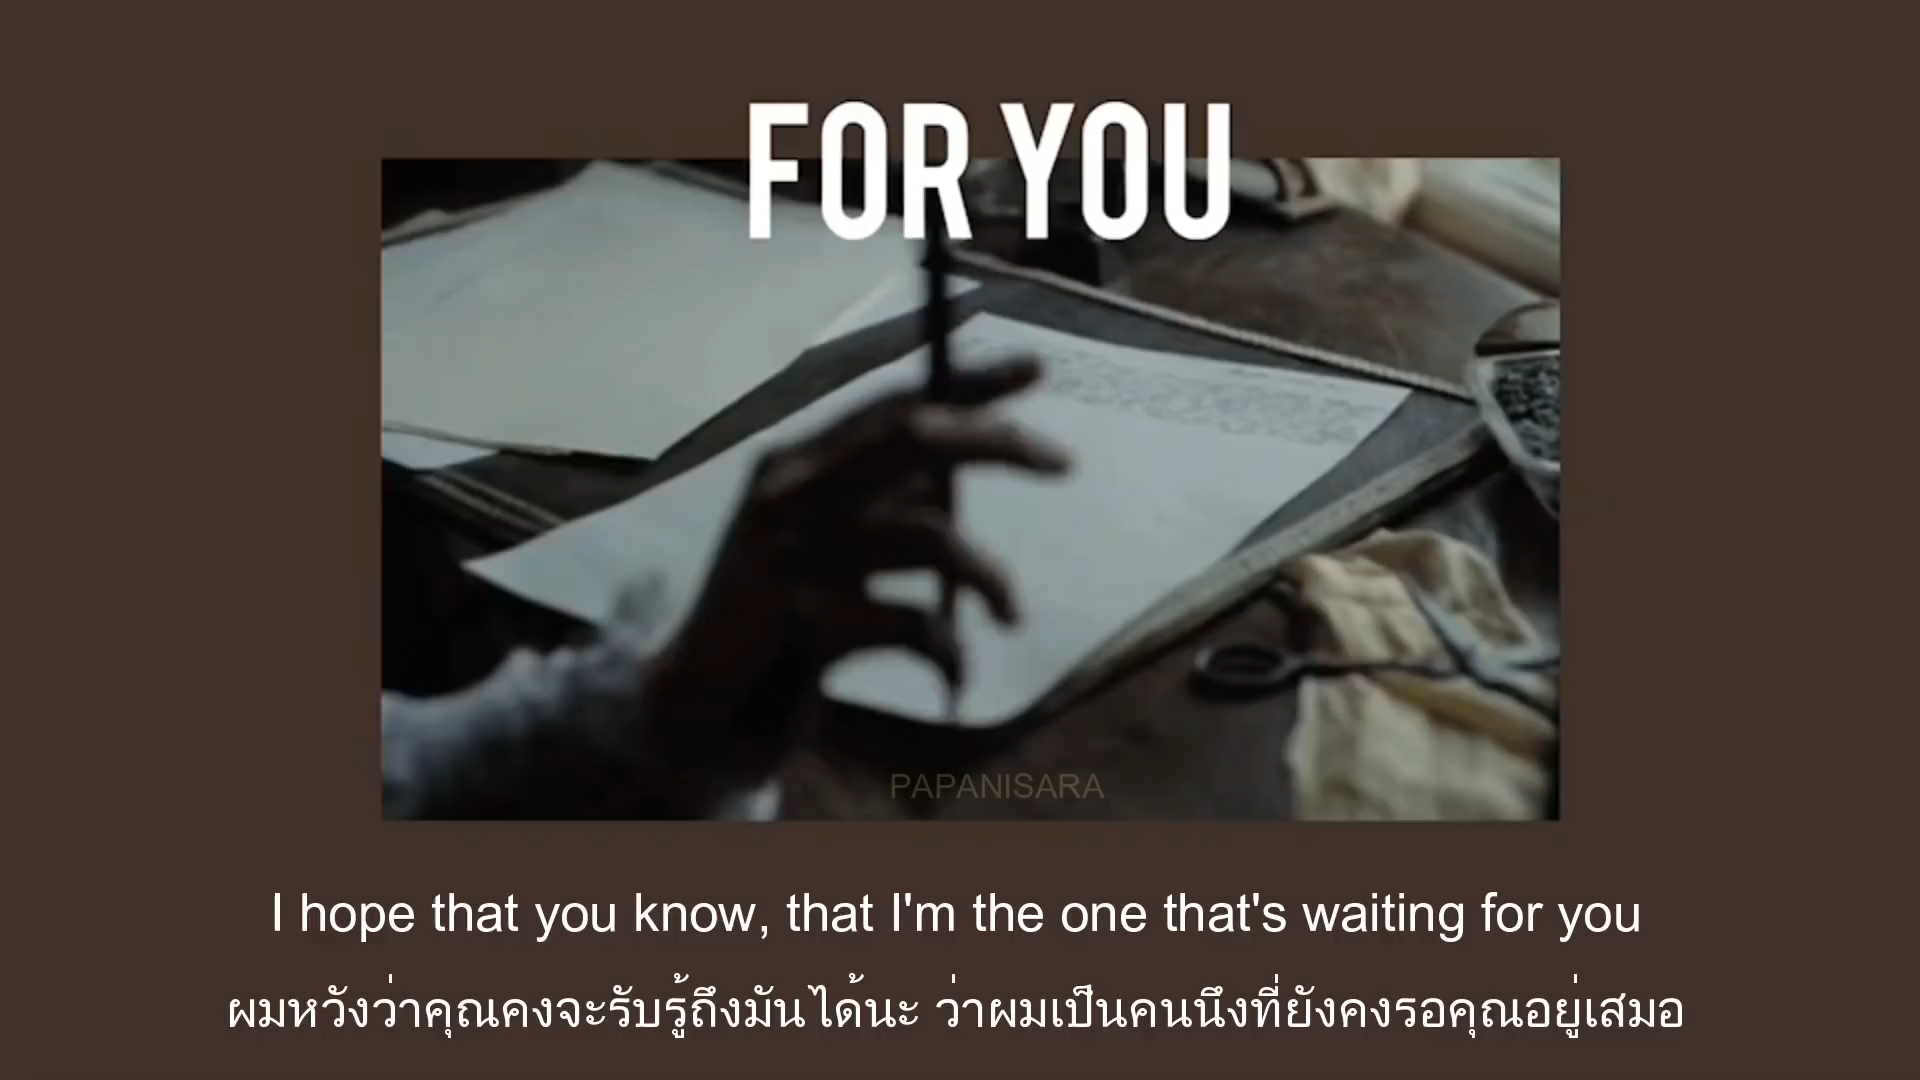 FOR YOU
PAPANISARA
I hope that you know, that I'm the one that's waiting for you
ผมหวังว่าคุณคงจะรับรู้ถึงมันได้นะ ว่าผมเป็นคนนึงที่ยังคงรอคุณอยู่เสมอ